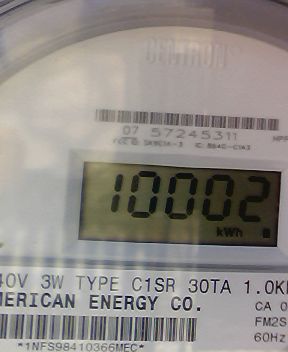 CENTRON
07 57245311
10002
kWh
40V 3W TYPE C1SR 30TA 1.0K
MERICAN ENERGY CO.
CA 0
FM2S
60Hz
*1NFS98410366MEC*